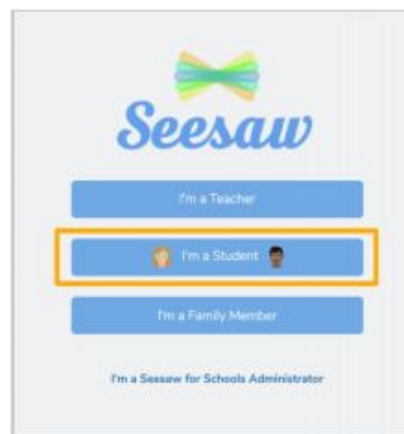 Seesaw
I'm a Teacher
I'm a Student
I'm a Family Member
I'm a Seesaw for Schools Administrator